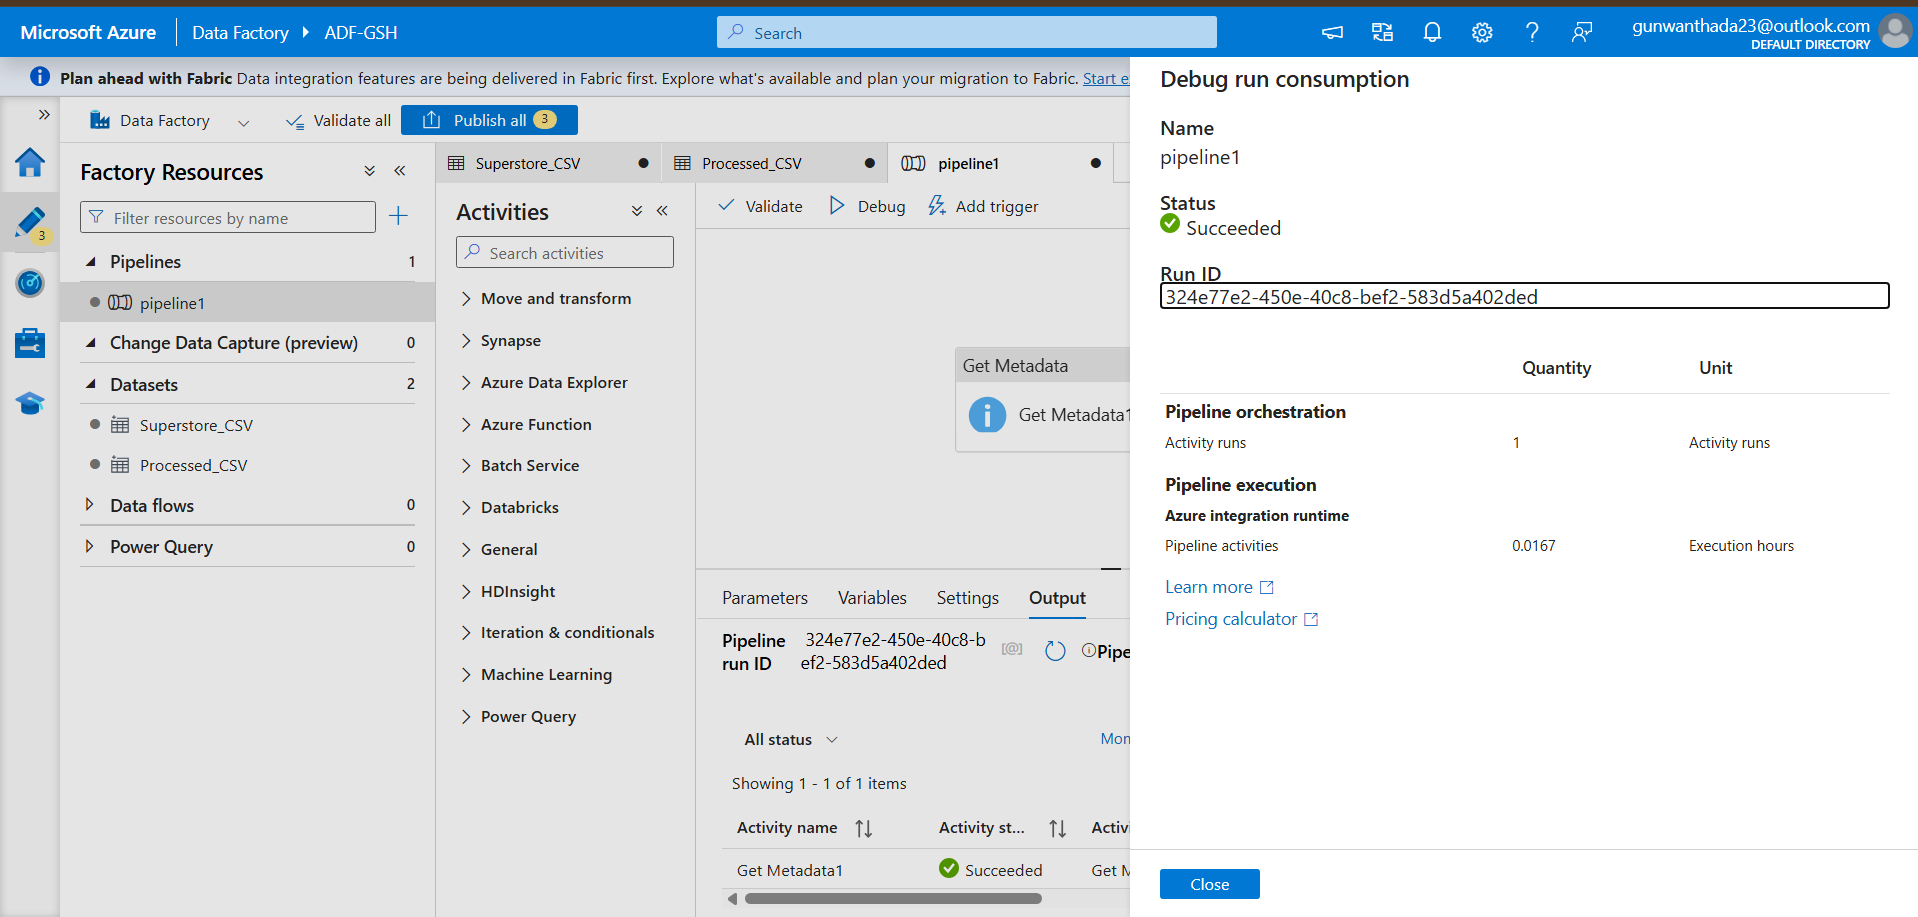 Microsoft Azure
Data Factory
ADF-GSH
Search
gunwanthada23@outlook.com
DEFAULT DIRECTORY
Plan ahead with Fabric Data integration features are being delivered in Fabric first. Explore what's available and plan your migration to Fabric. Start e
Data Factory
Validate all
Publish all 3
3
Factory Resources
Filter resources by name
Pipelines 1
pipeline1
Change Data Capture (preview) 0
Datasets 2
Superstore_CSV
Processed_CSV
Data flows 0
Power Query 0
Superstore_CSV
Processed_CSV
pipeline1
Activities
Search activities
Move and transform
Synapse
Azure Data Explorer
Azure Function
Batch Service
Databricks
General
HDInsight
Iteration & conditionals
Machine Learning
Power Query
Validate
Debug
Add trigger
Get Metadata
Get Metadata1
Parameters
Variables
Settings
Output
Pipeline run ID
324e77e2-450e-40c8-b
ef2-583d5a402ded
[@]
Pipe
All status
Mon
Showing 1 - 1 of 1 items
Activity name
Activity st...
Activi
Get Metadata1
Succeeded
Get M
Debug run consumption
Name
pipeline1
Status
Succeeded
Run ID
324e77e2-450e-40c8-bef2-583d5a402ded
Quantity Unit
Pipeline orchestration
Activity runs 1 Activity runs
Pipeline execution
Azure integration runtime
Pipeline activities 0.0167 Execution hours
Learn more
Pricing calculator
Close